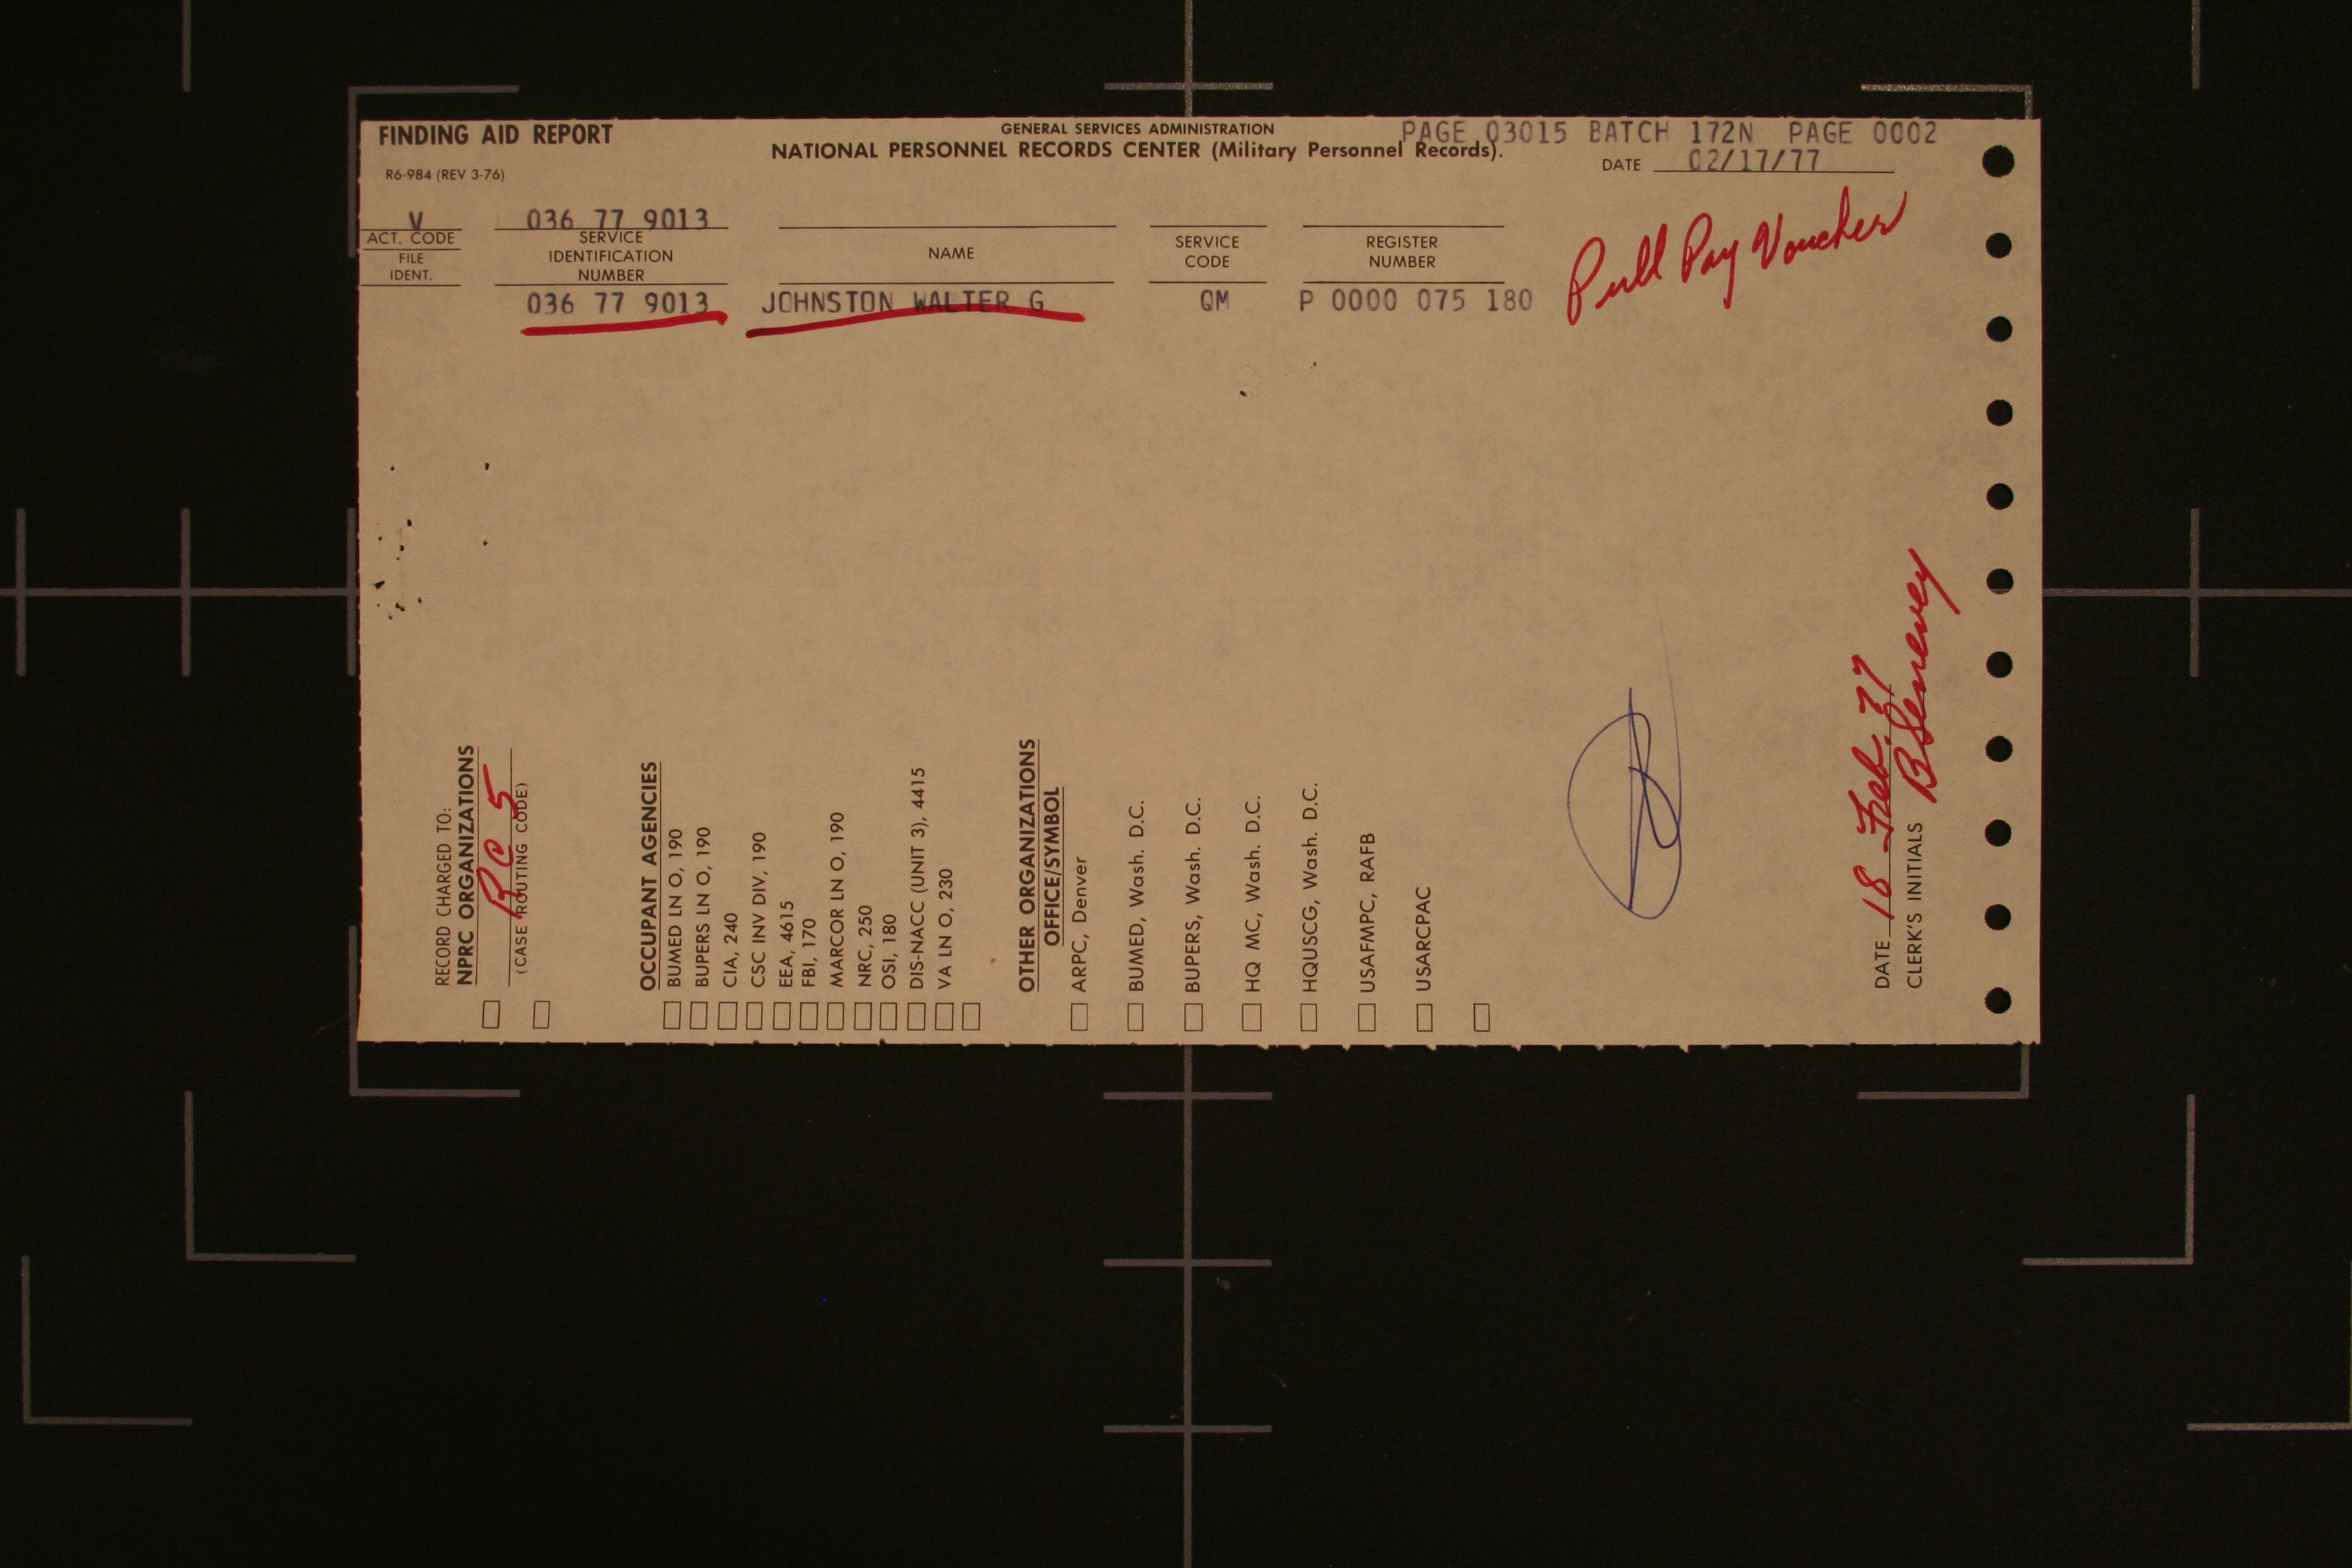 FINDING AID REPORT
R6-984 (REV 3-76)
GENERAL SERVICES ADMINISTRATION
NATIONAL PERSONNEL RECORDS CENTER (Military Personnel Records).
PAGE 03015 BATCH 172N PAGE 0002
DATE 02/17/77
V 036 77 9013
ACT. CODE
FILE
IDENT.
SERVICE
IDENTIFICATION
NUMBER
NAME
SERVICE
CODE
REGISTER
NUMBER
036 77 9013 JOHNSTON WALTER G QM P 0000 075 180
Pull Pay Voucher
RECORD CHARGED TO:
NPRC ORGANIZATIONS
RC 5
(CASE ROUTING CODE)
OCCUPANT AGENCIES
BUMED LN O, 190
BUPERS LN O, 190
CIA, 240
CSC INV DIV, 190
EEA, 4615
FBI, 170
MARCOR LN O, 190
NRC, 250
OSI, 180
DIS-NACC (UNIT 3), 4415
VA LN O, 230
OTHER ORGANIZATIONS
OFFICE/SYMBOL
ARPC, Denver
BUMED, Wash. D.C.
BUPERS, Wash. D.C.
HQ MC, Wash. D.C.
HQUSCG, Wash. D.C.
USAFMPC, RAFB
USARCPAC
DATE 18 Feb. 77
CLERK'S INITIALS